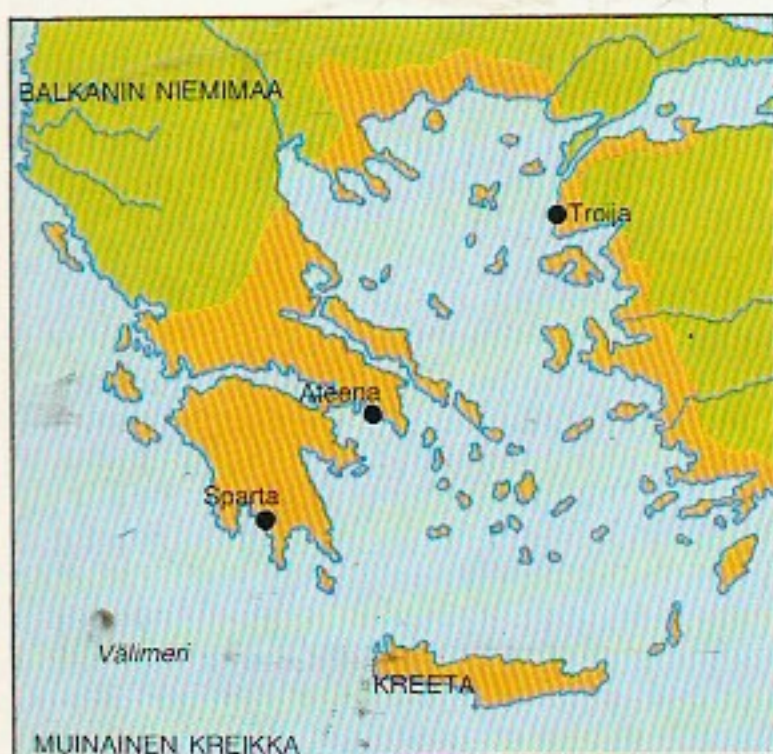 BALKANIN NIEMIMAA
Troija
Ateena
Sparta
Välimeri
KREETA
MUINAINEN KREIKKA